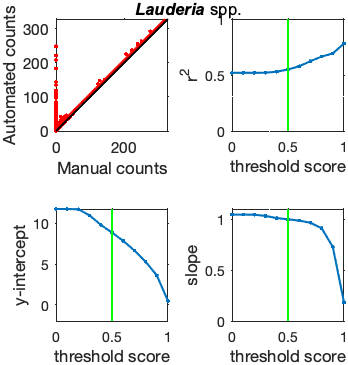 Lauderia spp.
Automated counts
300
200
100
0
0
200
Manual counts
r2
1
0.5
0
0
0.5
1
threshold score
y-intercept
10
5
0
0
0.5
1
threshold score
slope
1
0.5
0
0
0.5
1
threshold score